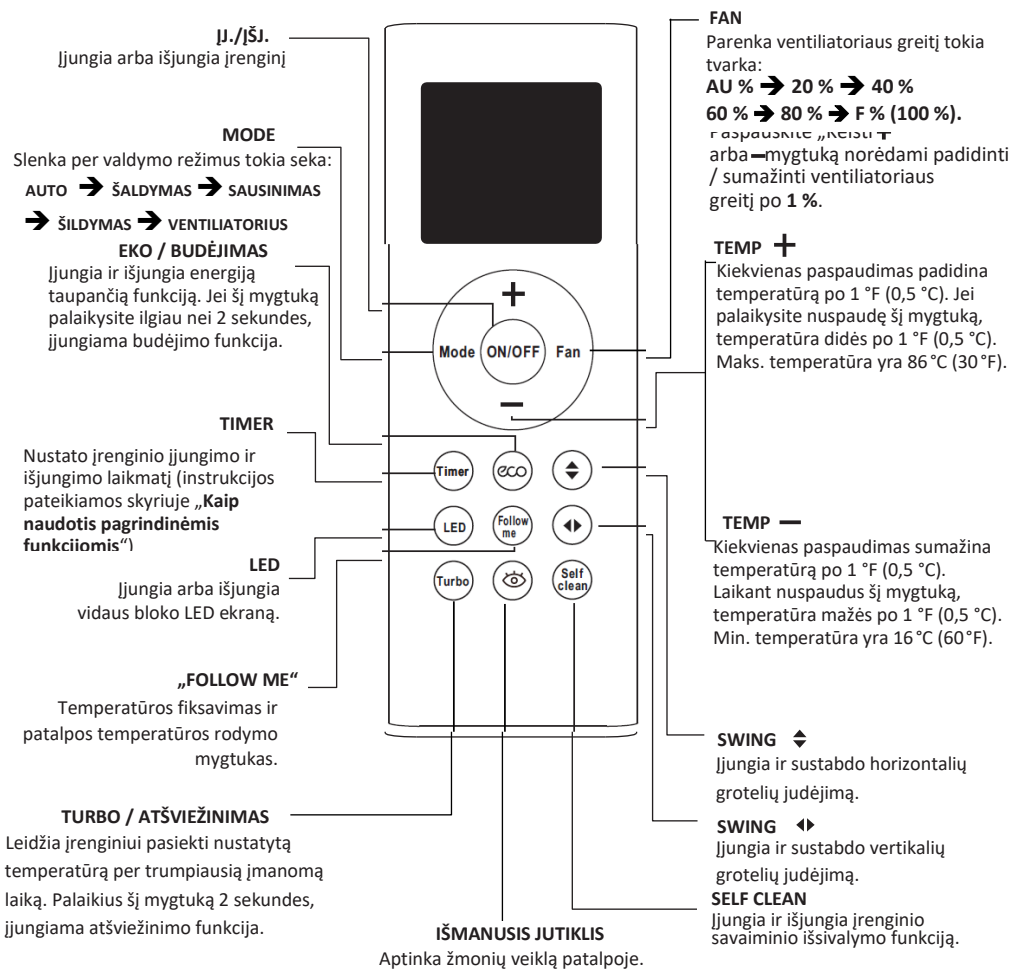 ĮJ./ĮŠJ.
Įjungia arba išjungia įrenginį
MODE
Slenka per valdymo režimus tokia seka:
AUTO ➔ ŠALDYMAS ➔ SAUSINIMAS
➔ ŠILDYMAS ➔ VENTILIATORIUS
EKO / BUDĖJIMAS
Įjungia ir išjungia energiją
taupančią funkciją. Jei šį mygtuką
palaikysite ilgiau nei 2 sekundes,
įjungiama budėjimo funkcija.
TIMER
Nustato įrenginio įjungimo ir
išjungimo laikmatį (instrukcijos
pateikiamos skyriuje „Kaip
naudotis pagrindinėmis
funkcijomis“)
LED
Įjungia arba išjungia
vidaus bloko LED ekraną.
„FOLLOW ME“
Temperatūros fiksavimas ir
patalpos temperatūros rodymo
mygtukas.
TURBO / ATŠVIEŽINIMAS
Leidžia įrenginiui pasiekti nustatytą
temperatūrą per trumpiausią įmanomą
laiką. Palaikius šį mygtuką 2 sekundes,
įjungiama atšviežinimo funkcija.
+
Mode ON/OFF Fan
−
Timer eco
LED Follow me
Turbo Self clean
IŠMANUSIS JUTIKLIS
Aptinka žmonių veiklą patalpoje.
FAN
Parenka ventiliatoriaus greitį tokia
tvarka:
AU % ➔ 20 % ➔ 40 %
60 % ➔ 80 % ➔ F % (100 %).
Paspauskite „Keisti +
arba − mygtuką norėdami padidinti
/ sumažinti ventiliatoriaus
greitį po 1 %.
TEMP +
Kiekvienas paspaudimas padidina
temperatūrą po 1 °F (0,5 °C). Jei
palaikysite nuspaudę šį mygtuką,
temperatūra didės po 1 °F (0,5 °C).
Maks. temperatūra yra 86 °C (30 °F).
TEMP −
Kiekvienas paspaudimas sumažina
temperatūrą po 1 °F (0,5 °C).
Laikant nuspaudus šį mygtuką,
temperatūra mažės po 1 °F (0,5 °C).
Min. temperatūra yra 16 °C (60 °F).
SWING
Įjungia ir sustabdo horizontalių
grotelių judėjimą.
SWING
Įjungia ir sustabdo vertikalių
grotelių judėjimą.
SELF CLEAN
Įjungia ir išjungia įrenginio
savaiminio išsivalymo funkciją.